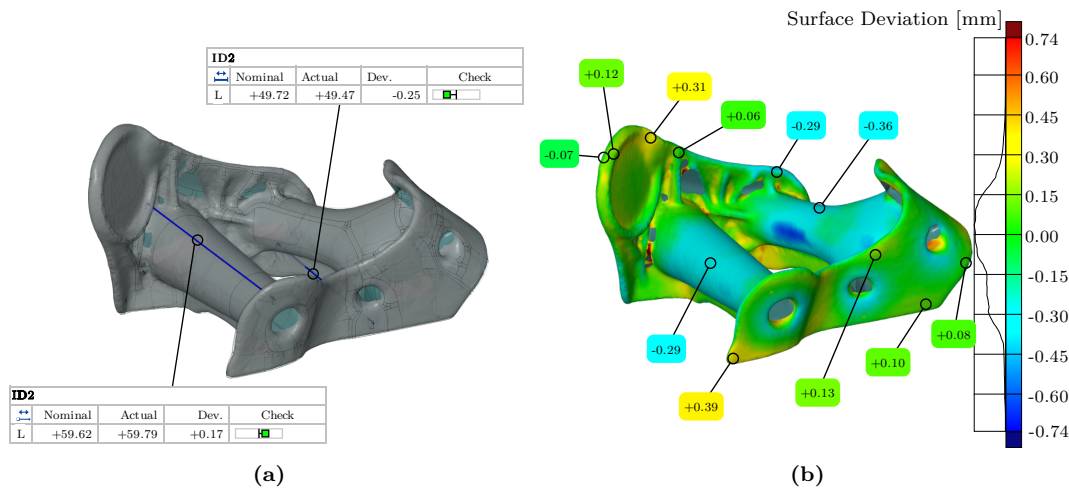 Surface Deviation [mm]
ID2
Nominal Actual Dev. Check
L +49.72 +49.47 -0.25
ID2
Nominal Actual Dev. Check
L +59.62 +59.79 +0.17
+0.12
+0.31
+0.06
-0.29
-0.36
-0.07
-0.29
+0.39
+0.13
+0.10
+0.08
0.74
0.60
0.45
0.30
0.15
0.00
-0.15
-0.30
-0.45
-0.60
-0.74
(a) (b)